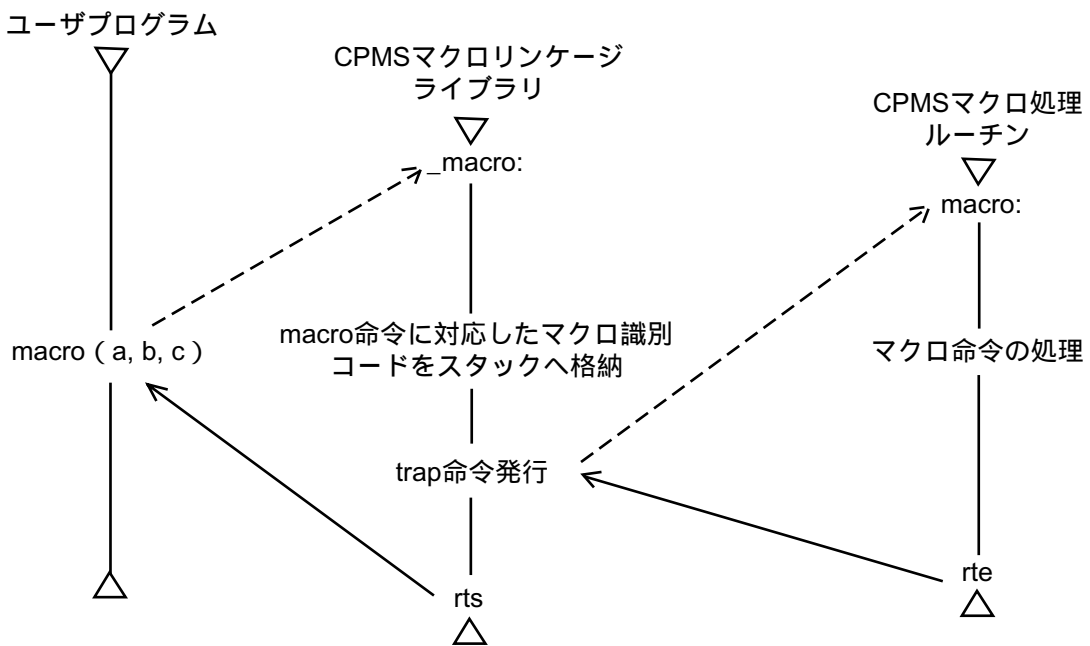 ユーザプログラム
macro（a, b, c）
CPMSマクロリンケージ
ライブラリ
_macro:
macro命令に対応したマクロ識別
コードをスタックへ格納
trap命令発行
rts
CPMSマクロ処理
ルーチン
macro:
マクロ命令の処理
rte